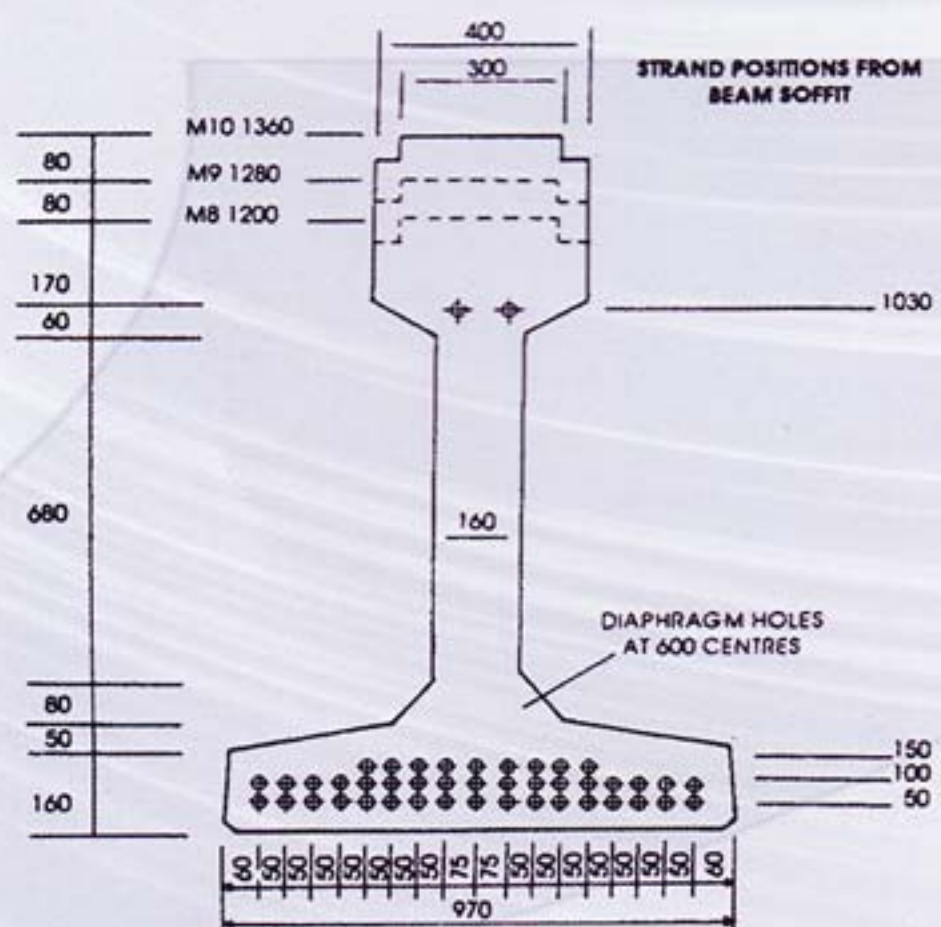 400
300
STRAND POSITIONS FROM
BEAM SOFFIT
M10 1360
80
M9 1280
80
M8 1200
170
1030
60
680
160
DIAPHRAGM HOLES
AT 600 CENTRES
80
50
150
100
160
50
60 50 50 50 50 50 50 50 75 75 50 50 50 50 50 50 50 60
970